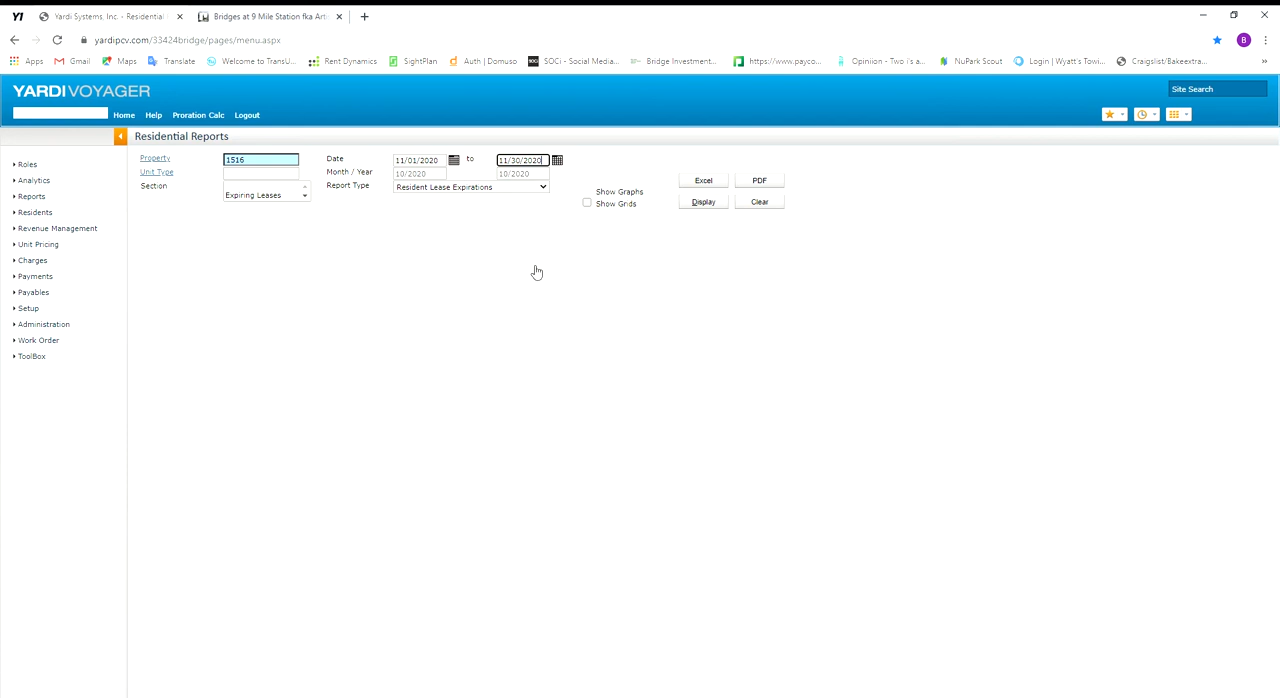 Y1 Yardi Systems, Inc. - Residential Bridges at 9 Mile Station fka Arti
yardipcv.com/33424bridge/pages/menu.aspx B
Apps Gmail Maps Translate Welcome to TransU... Rent Dynamics SightPlan Auth | Domuso SOCi SOCi - Social Media... Bridge Investment... https://www.payco... Opiniion - Two i's a... NuPark Scout Login | Wyatt's Towi... Craigslist/Bakeextra... »
YARDI VOYAGER Site Search
Home Help Proration Calc Logout
Residential Reports
Property 1516 Date 11/01/2020 to 11/30/2020
Unit Type Month / Year 10/2020 10/2020
Section Expiring Leases Report Type Resident Lease Expirations
Show Graphs
Show Grids
Excel PDF
Display Clear
Roles
Analytics
Reports
Residents
Revenue Management
Unit Pricing
Charges
Payments
Payables
Setup
Administration
Work Order
ToolBox